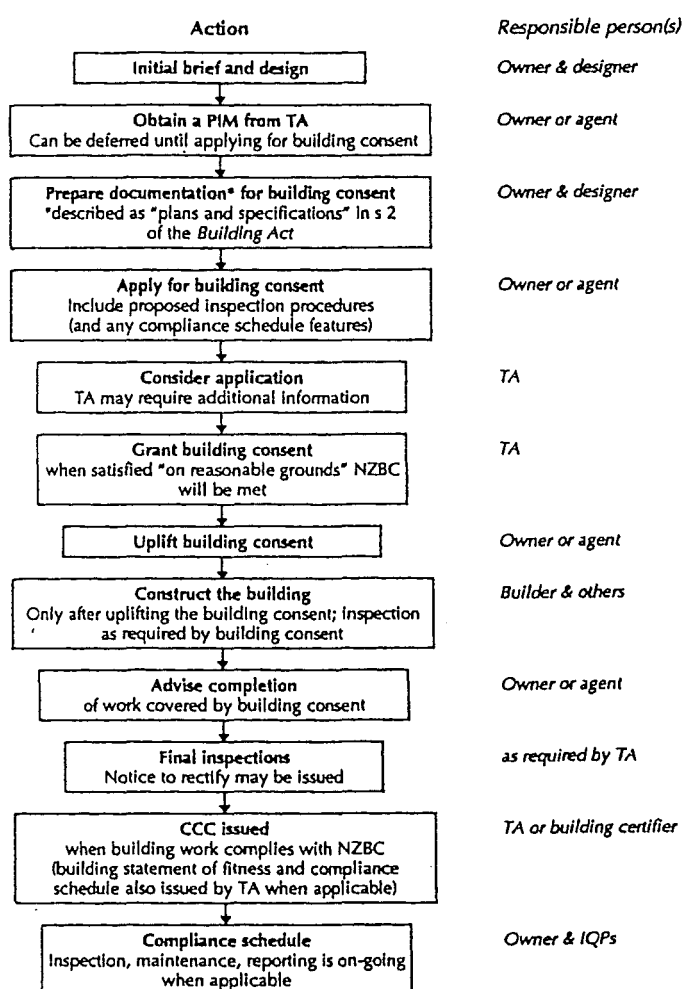 Action
Responsible person(s)
Initial brief and design
Owner & designer
Obtain a PIM from TA
Can be deferred until applying for building consent
Owner or agent
Prepare documentation* for building consent
*described as "plans and specifications" in s 2
of the Building Act
Owner & designer
Apply for building consent
Include proposed inspection procedures
(and any compliance schedule features)
Owner or agent
Consider application
TA may require additional information
TA
Grant building consent
when satisfied "on reasonable grounds" NZBC
will be met
TA
Uplift building consent
Owner or agent
Construct the building
Only after uplifting the building consent; inspection
as required by building consent
Builder & others
Advise completion
of work covered by building consent
Owner or agent
Final inspections
Notice to rectify may be issued
as required by TA
CCC issued
when building work complies with NZBC
(building statement of fitness and compliance
schedule also issued by TA when applicable)
TA or building certifier
Compliance schedule
Inspection, maintenance, reporting is on-going
when applicable
Owner & IQPs